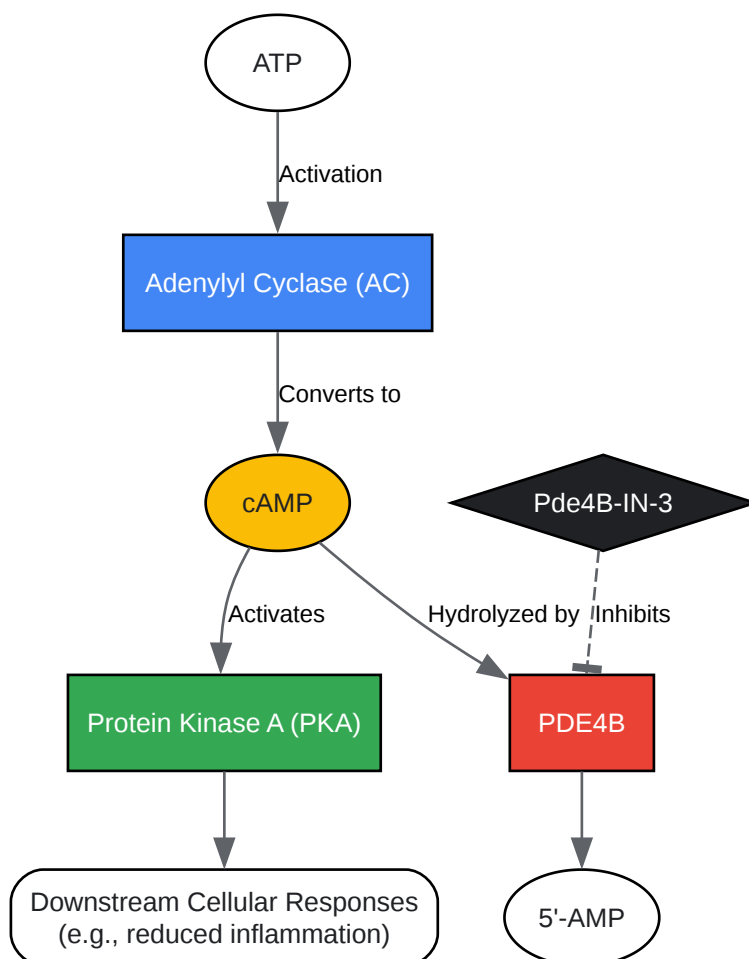 ATP
Activation
Adenylyl Cyclase (AC)
Converts to
cAMP
Pde4B-IN-3
Activates
Hydrolyzed by
Inhibits
Protein Kinase A (PKA)
PDE4B
Downstream Cellular Responses
(e.g., reduced inflammation)
5'-AMP